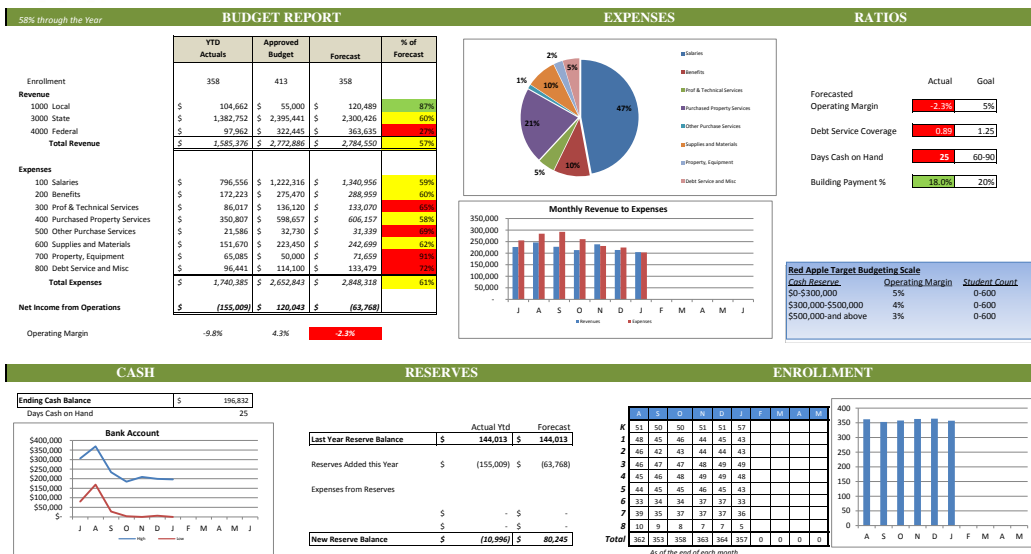 58% through the Year BUDGET REPORT EXPENSES RATIOS
YTD Actuals Approved Budget Forecast % of Forecast
Enrollment 358 413 358
Revenue
1000 Local $ 104,662 $ 55,000 $ 120,489 87%
3000 State $ 1,382,752 $ 2,395,441 $ 2,300,426 60%
4000 Federal $ 97,962 $ 322,445 $ 363,635 27%
Total Revenue $ 1,585,376 $ 2,772,886 $ 2,784,550 57%
Expenses
100 Salaries $ 796,556 $ 1,222,316 $ 1,340,956 59%
200 Benefits $ 172,223 $ 275,470 $ 288,959 60%
300 Prof & Technical Services $ 86,017 $ 136,120 $ 133,070 65%
400 Purchased Property Services $ 350,807 $ 598,657 $ 606,157 58%
500 Other Purchase Services $ 21,586 $ 32,730 $ 31,339 69%
600 Supplies and Materials $ 151,670 $ 223,450 $ 242,699 62%
700 Property, Equipment $ 65,085 $ 50,000 $ 71,659 91%
800 Debt Service and Misc $ 96,441 $ 114,100 $ 133,479 72%
Total Expenses $ 1,740,385 $ 2,652,843 $ 2,848,318 61%
Net Income from Operations $ (155,009) $ 120,043 $ (63,768)
Operating Margin -9.8% 4.3% -2.3%
2%
5%
1%
10%
47%
21%
5%
10%
Salaries
Benefits
Prof & Technical Services
Purchased Property Services
Other Purchase Services
Supplies and Materials
Property, Equipment
Debt Service and Misc
Monthly Revenue to Expenses
350,000
300,000
250,000
200,000
150,000
100,000
50,000
-
J A S O N D J F M A M J
Revenues Expenses
Actual Goal
Forecasted
Operating Margin -2.3% 5%
Debt Service Coverage 0.89 1.25
Days Cash on Hand 25 60-90
Building Payment % 18.0% 20%
Red Apple Target Budgeting Scale
Cash Reserve Operating Margin Student Count
$0-$300,000 5% 0-600
$300,000-$500,000 4% 0-600
$500,000-and above 3% 0-600
CASH RESERVES ENROLLMENT
Ending Cash Balance $ 196,832
Days Cash on Hand 25
Bank Account
$400,000
$350,000
$300,000
$250,000
$200,000
$150,000
$100,000
$50,000
$-
J A S O N D J F M A M J
High Low
Actual Ytd Forecast
Last Year Reserve Balance $ 144,013 $ 144,013
Reserves Added this Year $ (155,009) $ (63,768)
Expenses from Reserves
$ - $ -
$ - $ -
New Reserve Balance $ (10,996) $ 80,245
A S O N D J F M A M
K 51 50 50 51 51 57
1 48 45 46 44 45 43
2 46 42 43 44 44 43
3 46 47 47 48 49 49
4 45 46 48 49 49 48
5 44 45 45 46 45 43
6 33 34 34 37 37 33
7 39 35 36 37 37 36
8 10 9 8 7 7 5
Total 362 353 358 363 364 357 0 0 0 0
As of the end of each month
400
350
300
250
200
150
100
50
0
A S O N D J F M A M